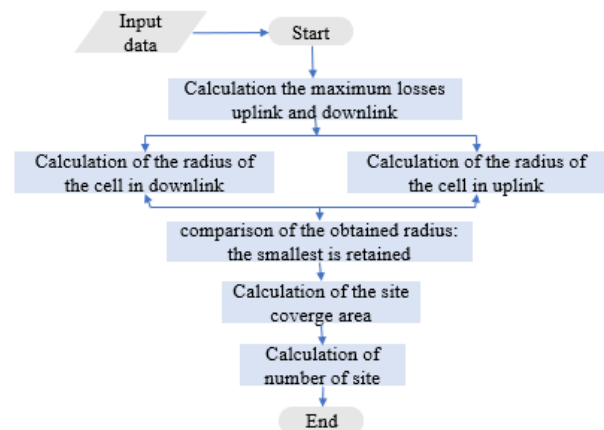 Input
data
Start
Calculation the maximum losses
uplink and downlink
Calculation of the radius of
the cell in downlink
Calculation of the radius of
the cell in uplink
comparison of the obtained radius:
the smallest is retained
Calculation of the site
coverge area
Calculation of
number of site
End